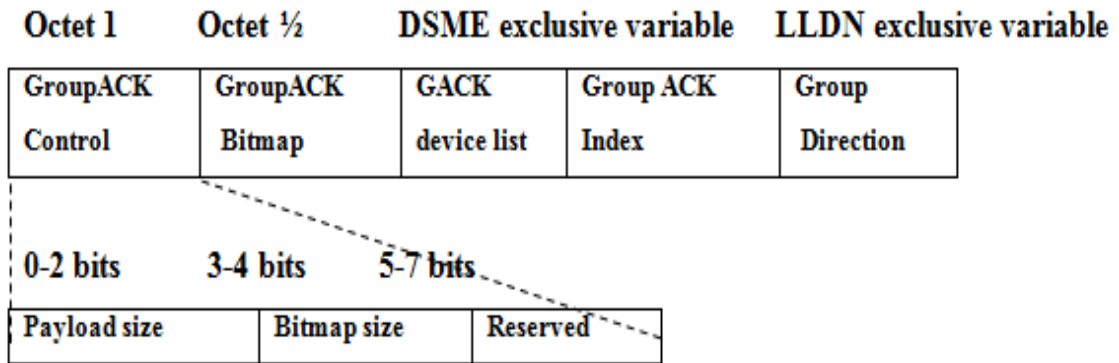 Octet 1 Octet ½ DSME exclusive variable LLDN exclusive variable
GroupACK GroupACK GACK Group ACK Group
Control Bitmap device list Index Direction
0-2 bits 3-4 bits 5-7 bits
Payload size Bitmap size Reserved